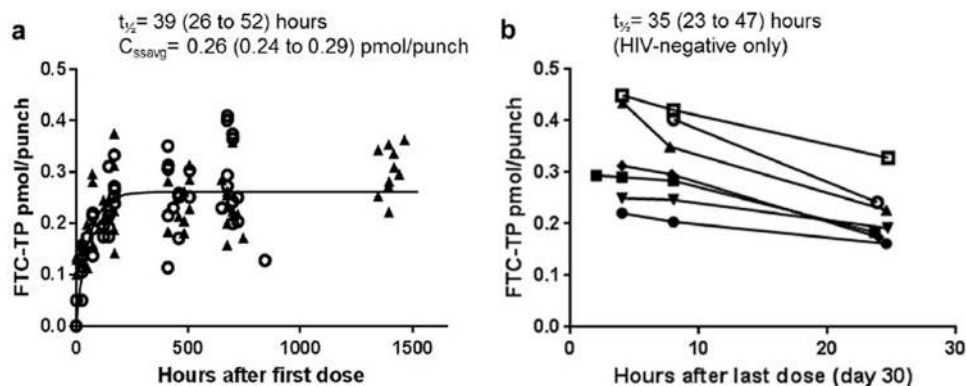 a
t½= 39 (26 to 52) hours
Cssavg= 0.26 (0.24 to 0.29) pmol/punch
FTC-TP pmol/punch
0.5
0.4
0.3
0.2
0.1
0.0
0 500 1000 1500
Hours after first dose
b
t½= 35 (23 to 47) hours
(HIV-negative only)
FTC-TP pmol/punch
0.5
0.4
0.3
0.2
0.1
0.0
0 10 20 30
Hours after last dose (day 30)